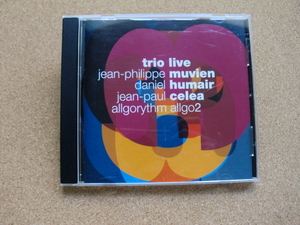 trio live
jean-philippe muvien
daniel humair
jean-paul celea
allgorythm allgo2